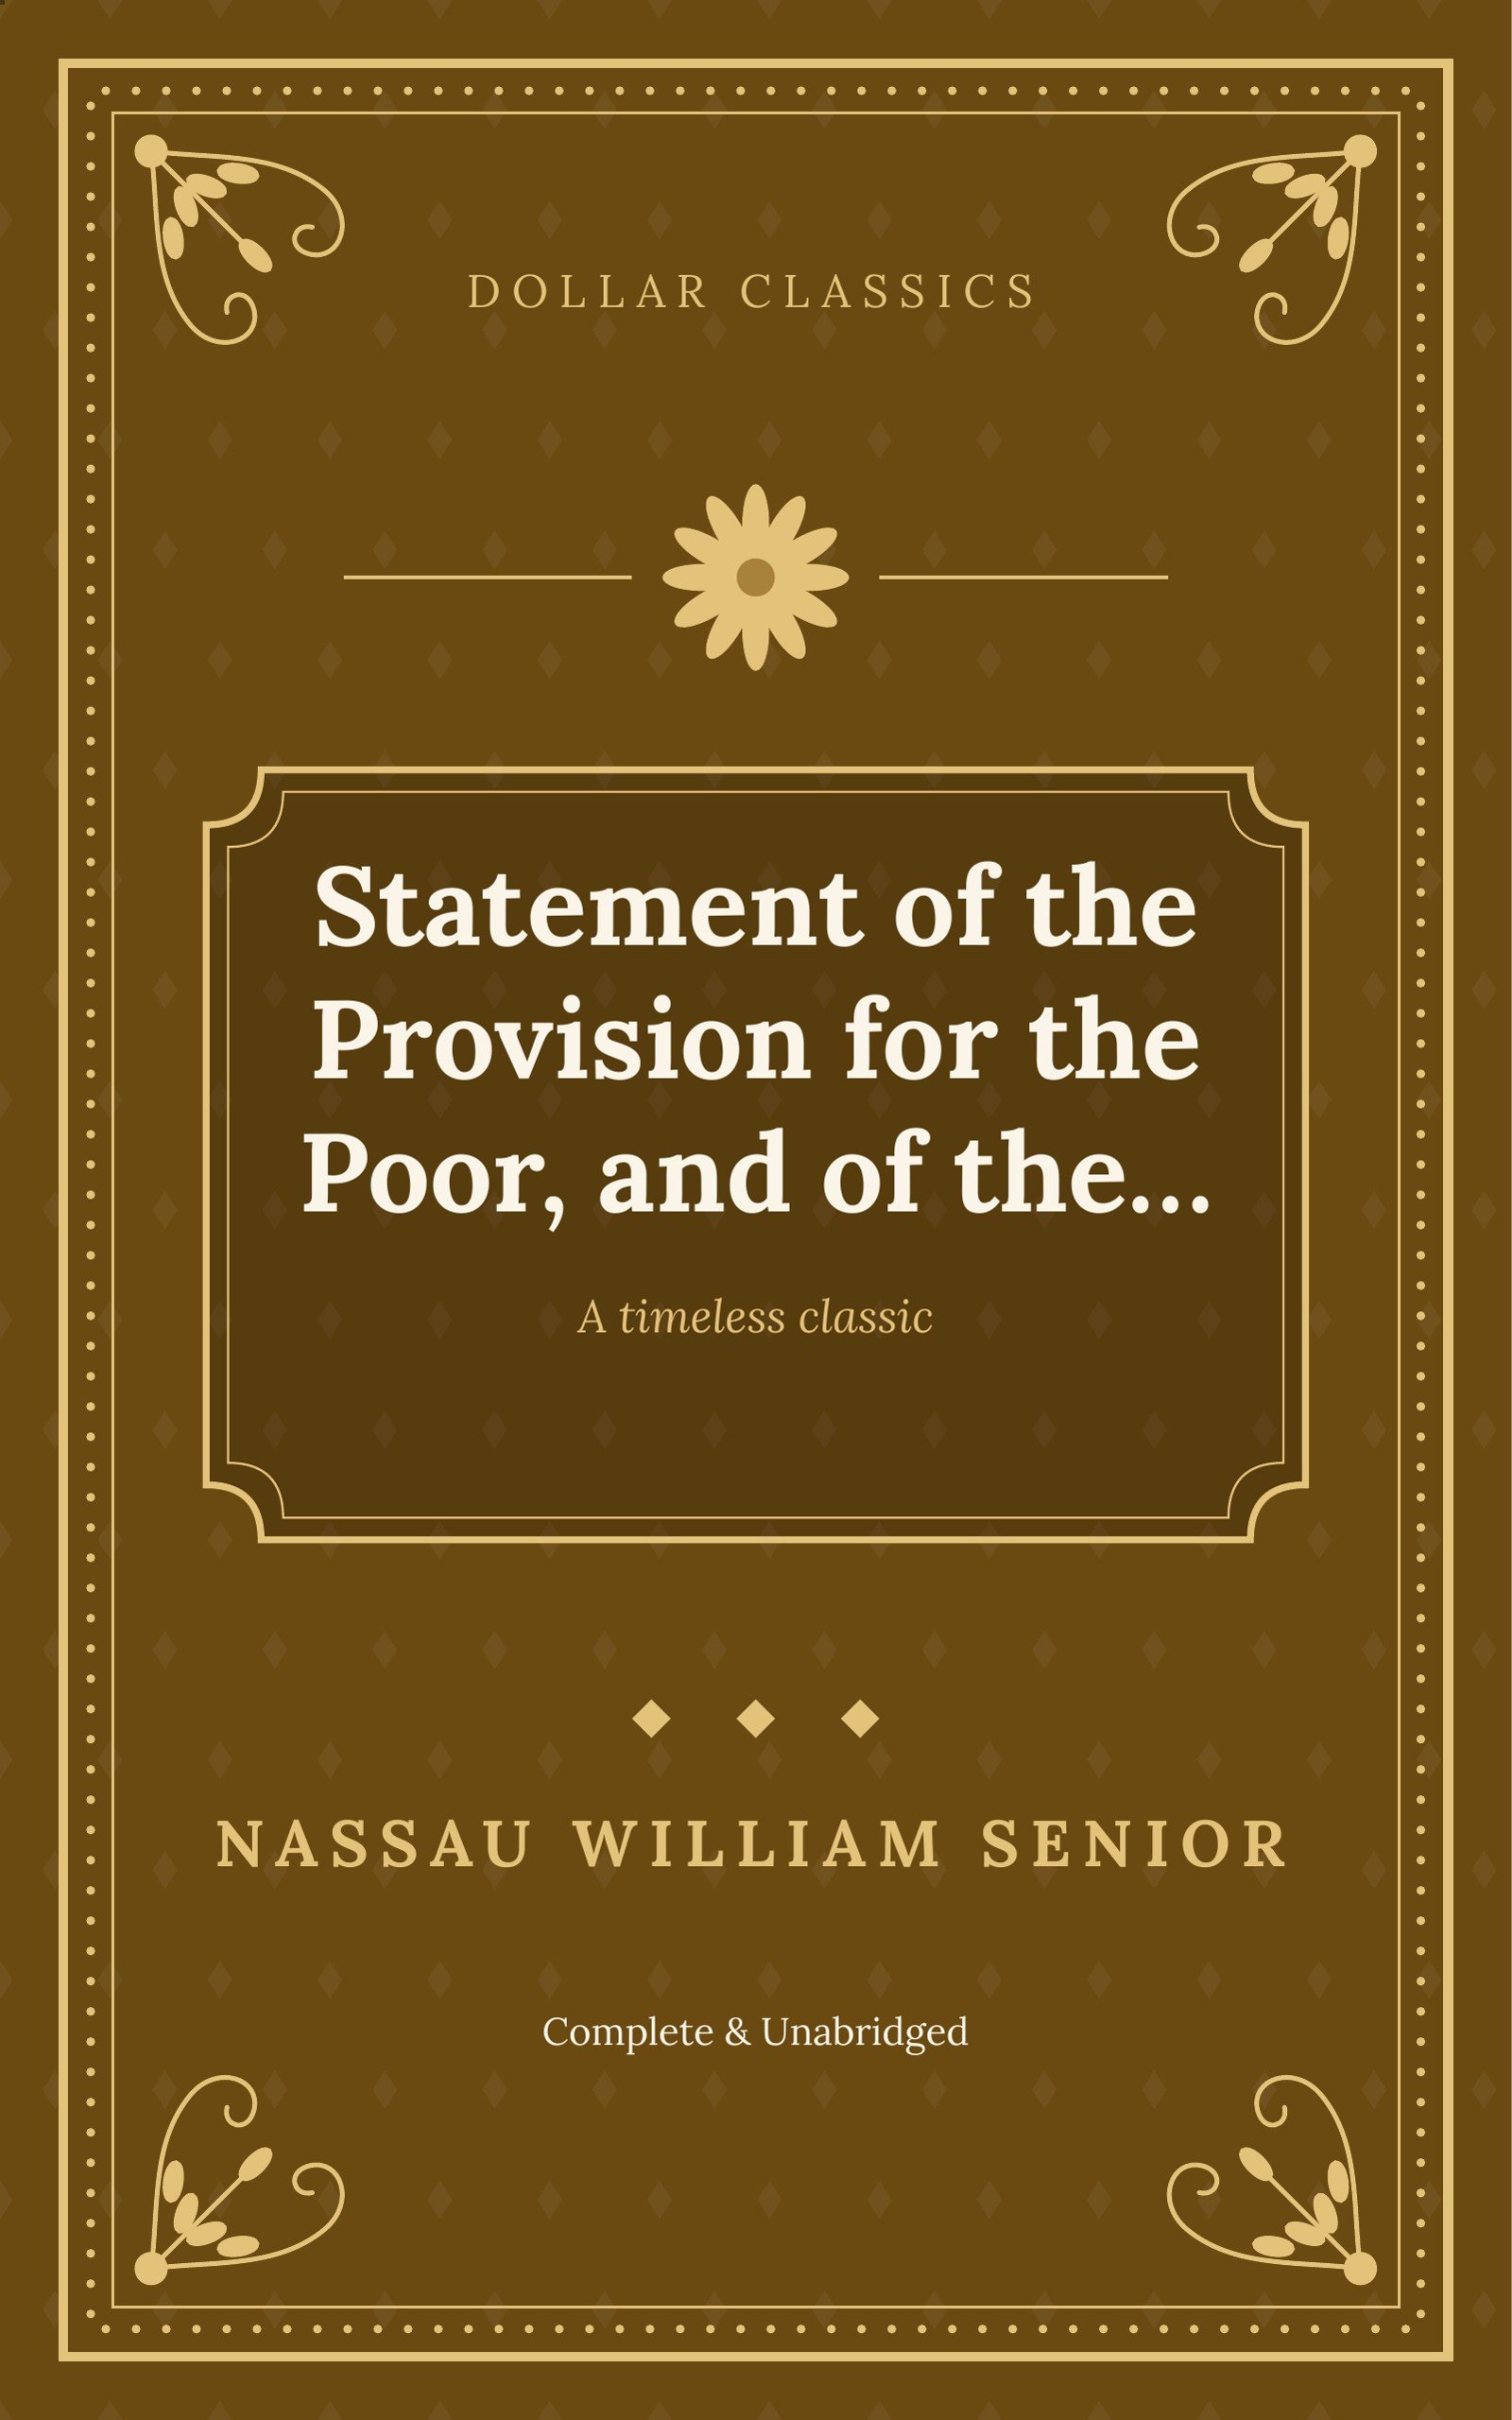 DOLLAR CLASSICS
Statement of the
Provision for the
Poor, and of the...
A timeless classic
NASSAU WILLIAM SENIOR
Complete & Unabridged